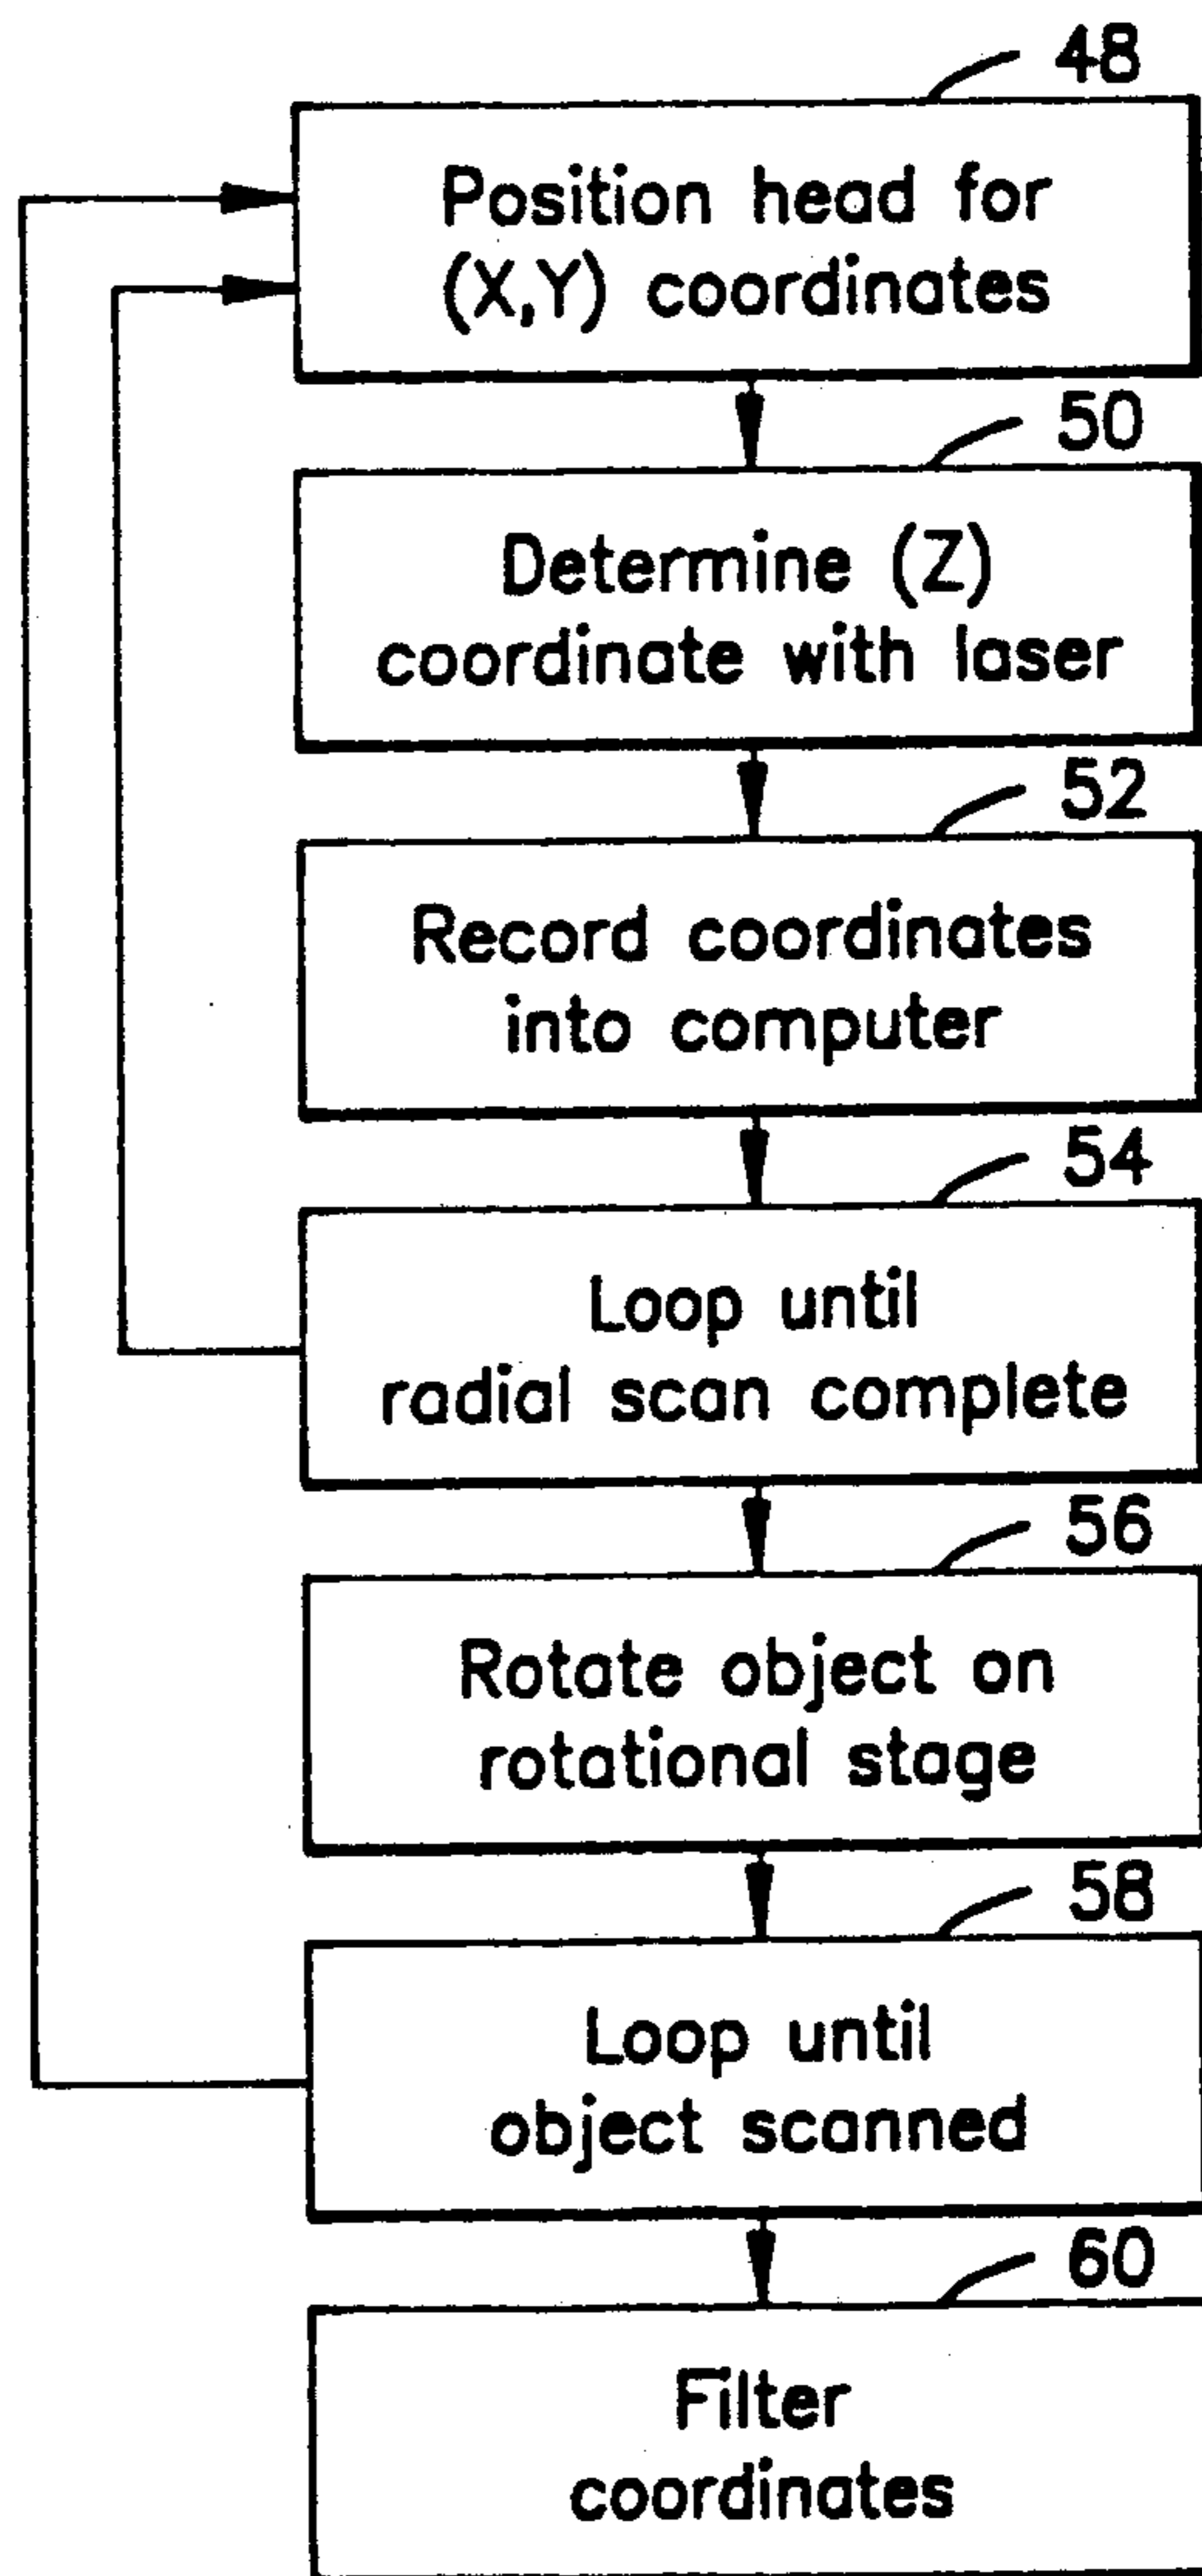 48
Position head for
(X,Y) coordinates
50
Determine (Z)
coordinate with laser
52
Record coordinates
into computer
54
Loop until
radial scan complete
56
Rotate object on
rotational stage
58
Loop until
object scanned
60
Filter
coordinates